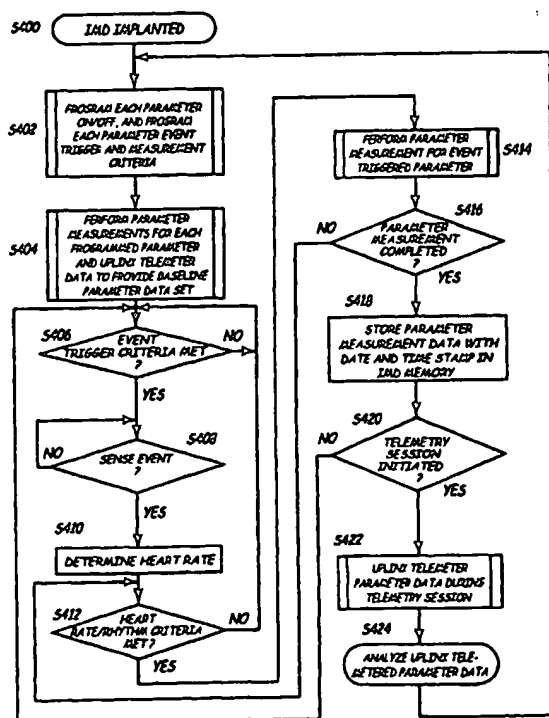 S400
IMD IMPLANTED
S402
PROGRAM EACH PARAMETER
ON/OFF, AND PROGRAM
EACH PARAMETER EVENT
TRIGGER AND MEASUREMENT
CRITERIA
S404
PERFORM PARAMETER
MEASUREMENTS FOR EACH
PROGRAMMED PARAMETER
AND UPLINK TELEMETER
DATA TO PROVIDE BASELINE
PARAMETER DATA SET
S406
EVENT
TRIGGER CRITERIA MET
?
NO
YES
S408
SENSE EVENT
?
NO
YES
S410
DETERMINE HEART RATE
S412
HEART
RATE/RHYTHM CRITERIA
MET ?
NO
YES
PERFORM PARAMETER
MEASUREMENT FOR EVENT
TRIGGERED PARAMETER
S414
S416
PARAMETER
MEASUREMENT
COMPLETED
?
NO
YES
S418
STORE PARAMETER
MEASUREMENT DATA WITH
DATE AND TIME STAMP IN
IMD MEMORY
S420
TELEMETRY
SESSION
INITIATED
?
NO
YES
S422
UPLINK TELEMETER
PARAMETER DATA DURING
TELEMETRY SESSION
S424
ANALYZE UPLINK TELE-
METERED PARAMETER DATA